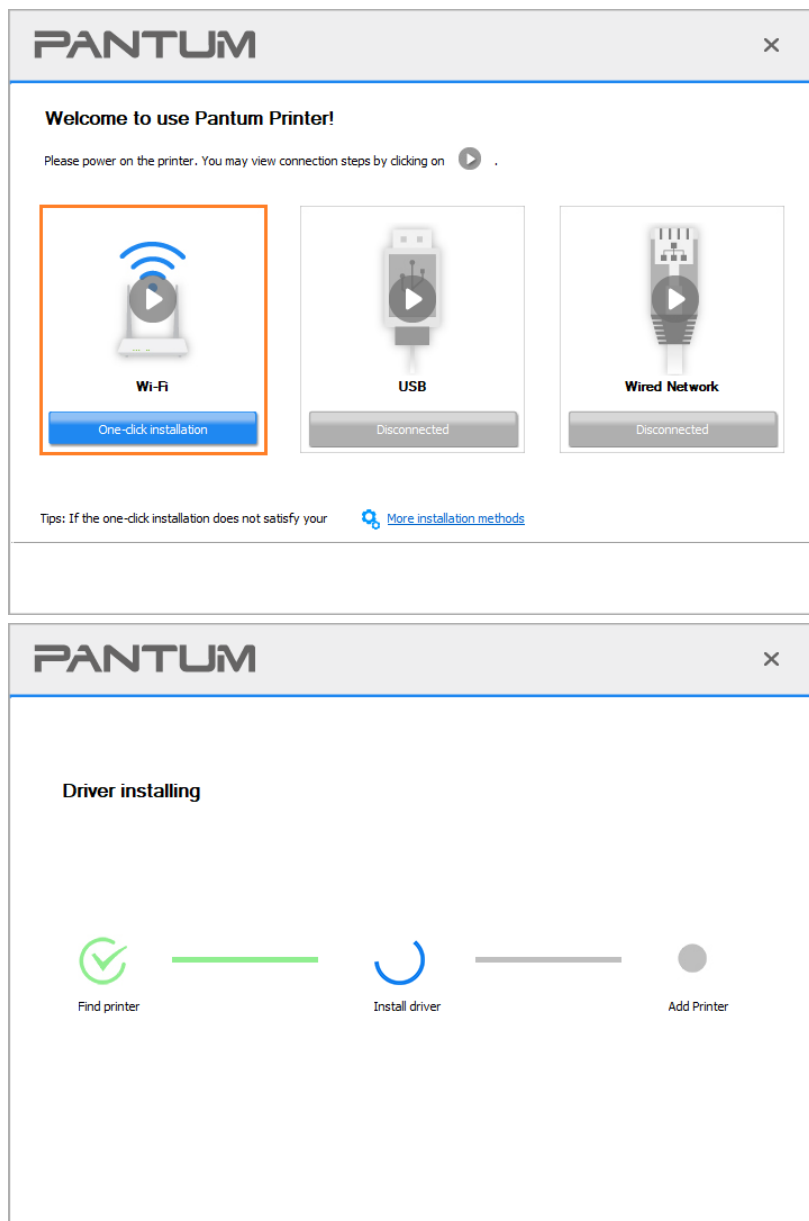 PANTUM
Welcome to use Pantum Printer!
Please power on the printer. You may view connection steps by clicking on .
Wi-Fi USB Wired Network
One-click installation Disconnected Disconnected
Tips: If the one-click installation does not satisfy your More installation methods
PANTUM
Driver installing
Find printer Install driver Add Printer